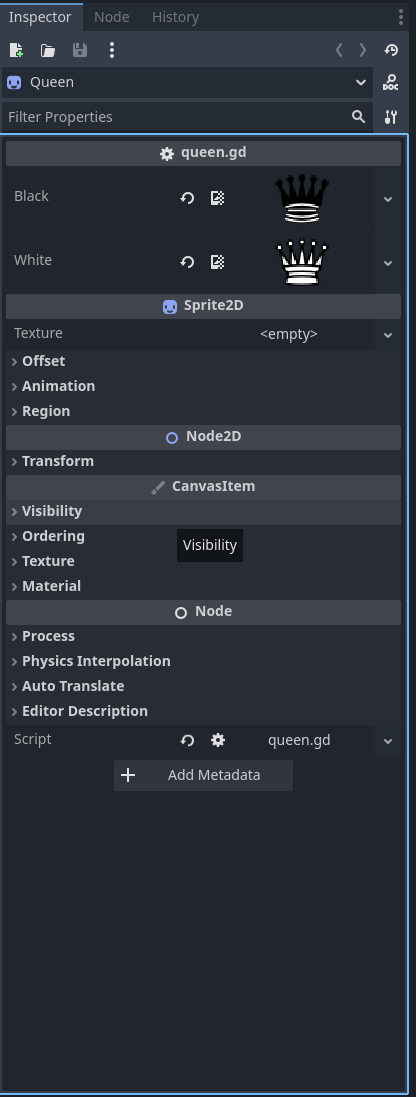 Inspector Node History
Queen
DOC
Filter Properties
queen.gd
Black
White
Sprite2D
Texture <empty>
Offset
Animation
Region
Node2D
Transform
CanvasItem
Visibility
Ordering
Visibility
Texture
Material
Node
Process
Physics Interpolation
Auto Translate
Editor Description
Script queen.gd
Add Metadata